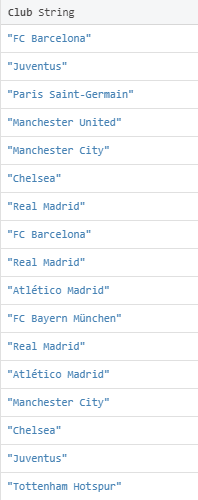 Club String
"FC Barcelona"
"Juventus"
"Paris Saint-Germain"
"Manchester United"
"Manchester City"
"Chelsea"
"Real Madrid"
"FC Barcelona"
"Real Madrid"
"Atlético Madrid"
"FC Bayern München"
"Real Madrid"
"Atlético Madrid"
"Manchester City"
"Chelsea"
"Juventus"
"Tottenham Hotspur"